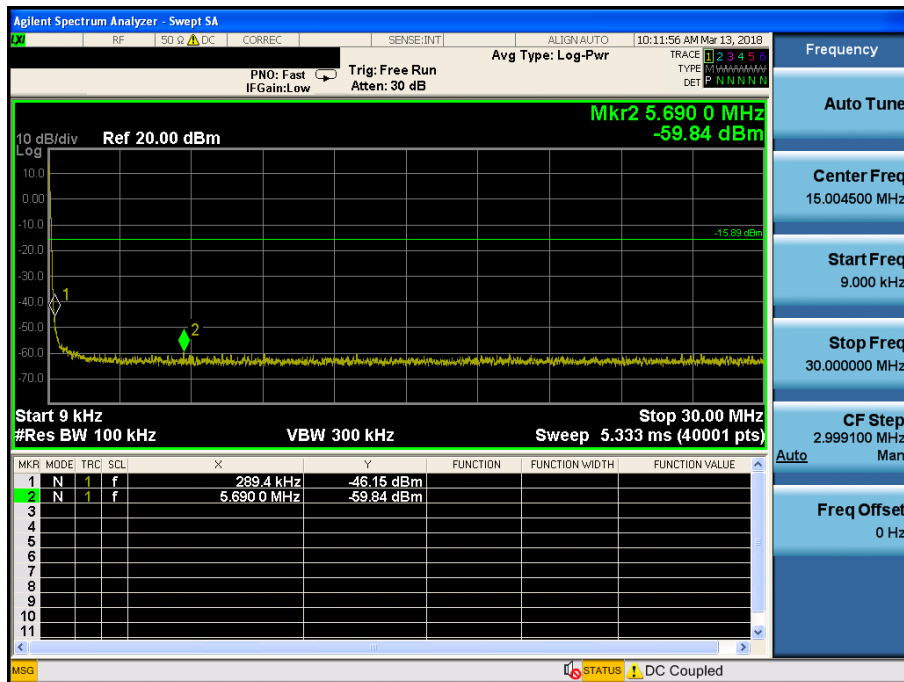 Agilent Spectrum Analyzer - Swept SA
LXI RF 50 Ω DC CORREC SENSE:INT ALIGN AUTO 10:11:56 AM Mar 13, 2018
Avg Type: Log-Pwr
PNO: Fast
IFGain:Low
Trig: Free Run
Atten: 30 dB
TRACE 1 2 3 4 5 6
TYPE M W W W W W
DET P N N N N N
Mkr2 5.690 0 MHz
-59.84 dBm
10 dB/div Ref 20.00 dBm
Log
10.0
0.00
-10.0
-15.89 dBm
-20.0
-30.0
-40.0
-50.0
-60.0
-70.0
1
2
Start 9 kHz Stop 30.00 MHz
#Res BW 100 kHz VBW 300 kHz Sweep 5.333 ms (40001 pts)
MKR MODE TRC SCL X Y FUNCTION FUNCTION WIDTH FUNCTION VALUE
1 N 1 f 289.4 kHz -46.15 dBm
2 N 1 f 5.690 0 MHz -59.84 dBm
3
4
5
6
7
8
9
10
11
MSG STATUS DC Coupled
Frequency
Auto Tune
Center Freq
15.004500 MHz
Start Freq
9.000 kHz
Stop Freq
30.000000 MHz
CF Step
2.999100 MHz
Auto Man
Freq Offset
0 Hz